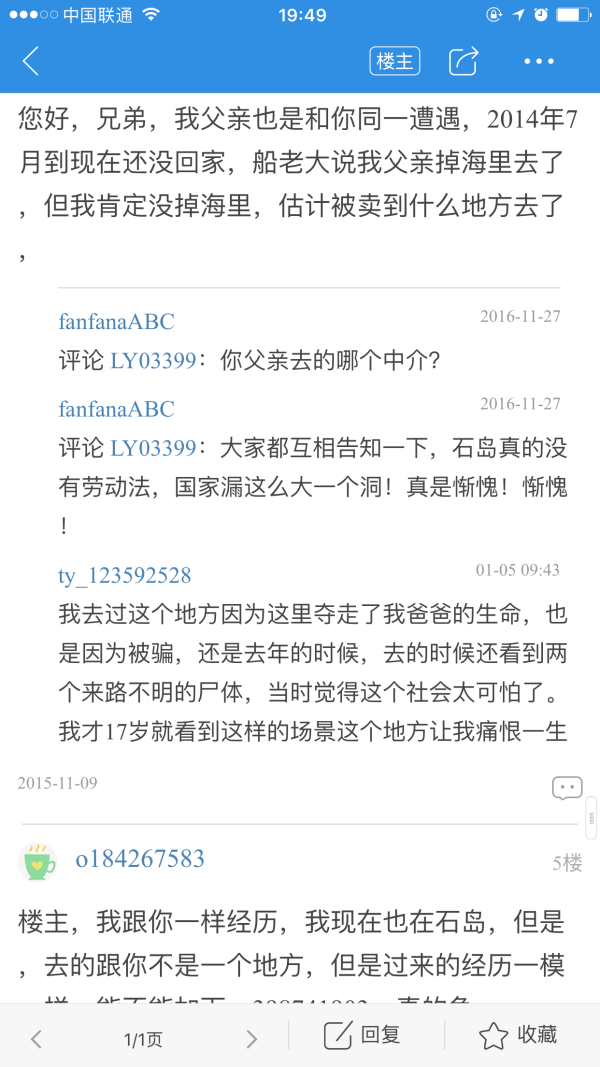 中国联通
19:49
楼主
您好，兄弟，我父亲也是和你同一遭遇，2014年7
月到现在还没回家，船老大说我父亲掉海里去了
，但我肯定没掉海里，估计被卖到什么地方去了
，
fanfanaABC
2016-11-27
评论 LY03399：你父亲去的哪个中介？
fanfanaABC
2016-11-27
评论 LY03399：大家都互相告知一下，石岛真的没
有劳动法，国家漏这么大一个洞！真是惭愧！惭愧
！
ty_123592528
01-05 09:43
我去过这个地方因为这里夺走了我爸爸的生命，也
是因为被骗，还是去年的时候，去的时候还看到两
个来路不明的尸体，当时觉得这个社会太可怕了。
我才17岁就看到这样的场景这个地方让我痛恨一生
2015-11-09
o184267583
5楼
楼主，我跟你一样经历，我现在也在石岛，但是
，去的跟你不是一个地方，但是过来的经历一模
1/1页
回复
收藏